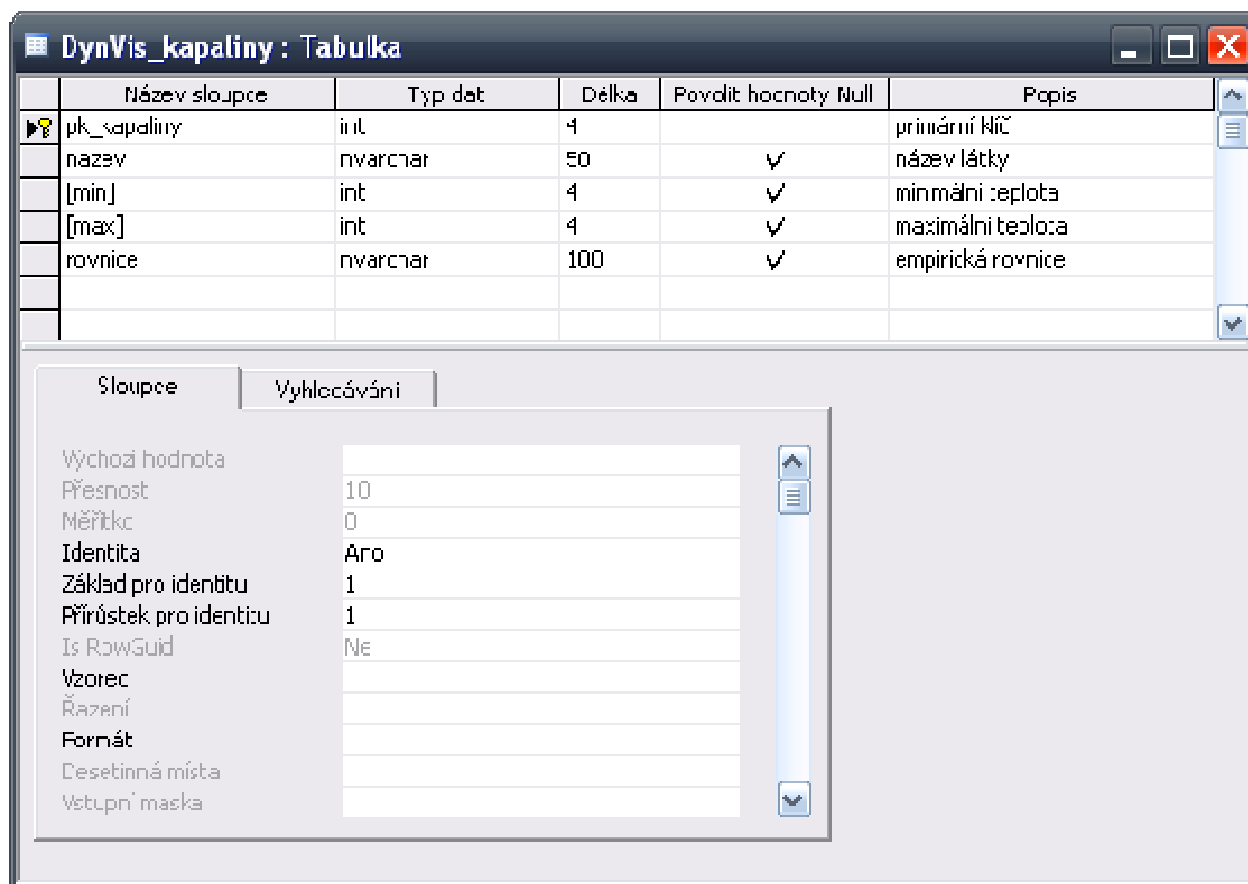 DynVis_kapaliny : Tabulka
Název sloupce Typ dat Délka Povolit hodnoty Null Popis
pk_kapaliny int 4 primární klíč
nazev nvarchar 50 název látky
[min] int 4 minimální teplota
[max] int 4 maximální teplota
rovnice nvarchar 100 empirická rovnice
Sloupce Vyhledávání
Výchozí hodnota
Přesnost 10
Měřítko 0
Identita Ano
Základ pro identitu 1
Přírůstek pro identitu 1
Is RowGuid Ne
Vzorec
Řazení
Formát
Desetinná místa
Vstupní maska